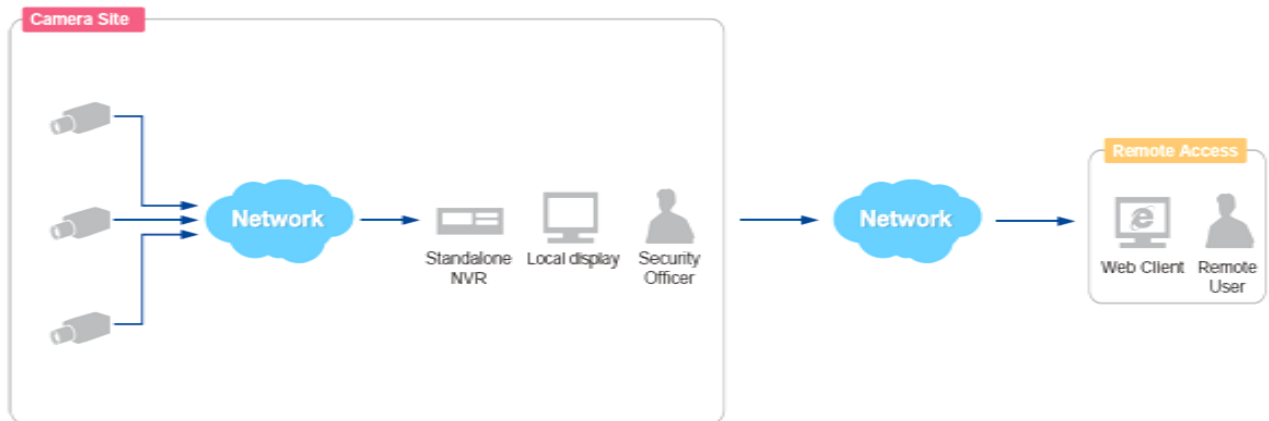 Camera Site
Network
Standalone
NVR
Local display
Security
Officer
Network
Remote Access
Web Client
Remote
User